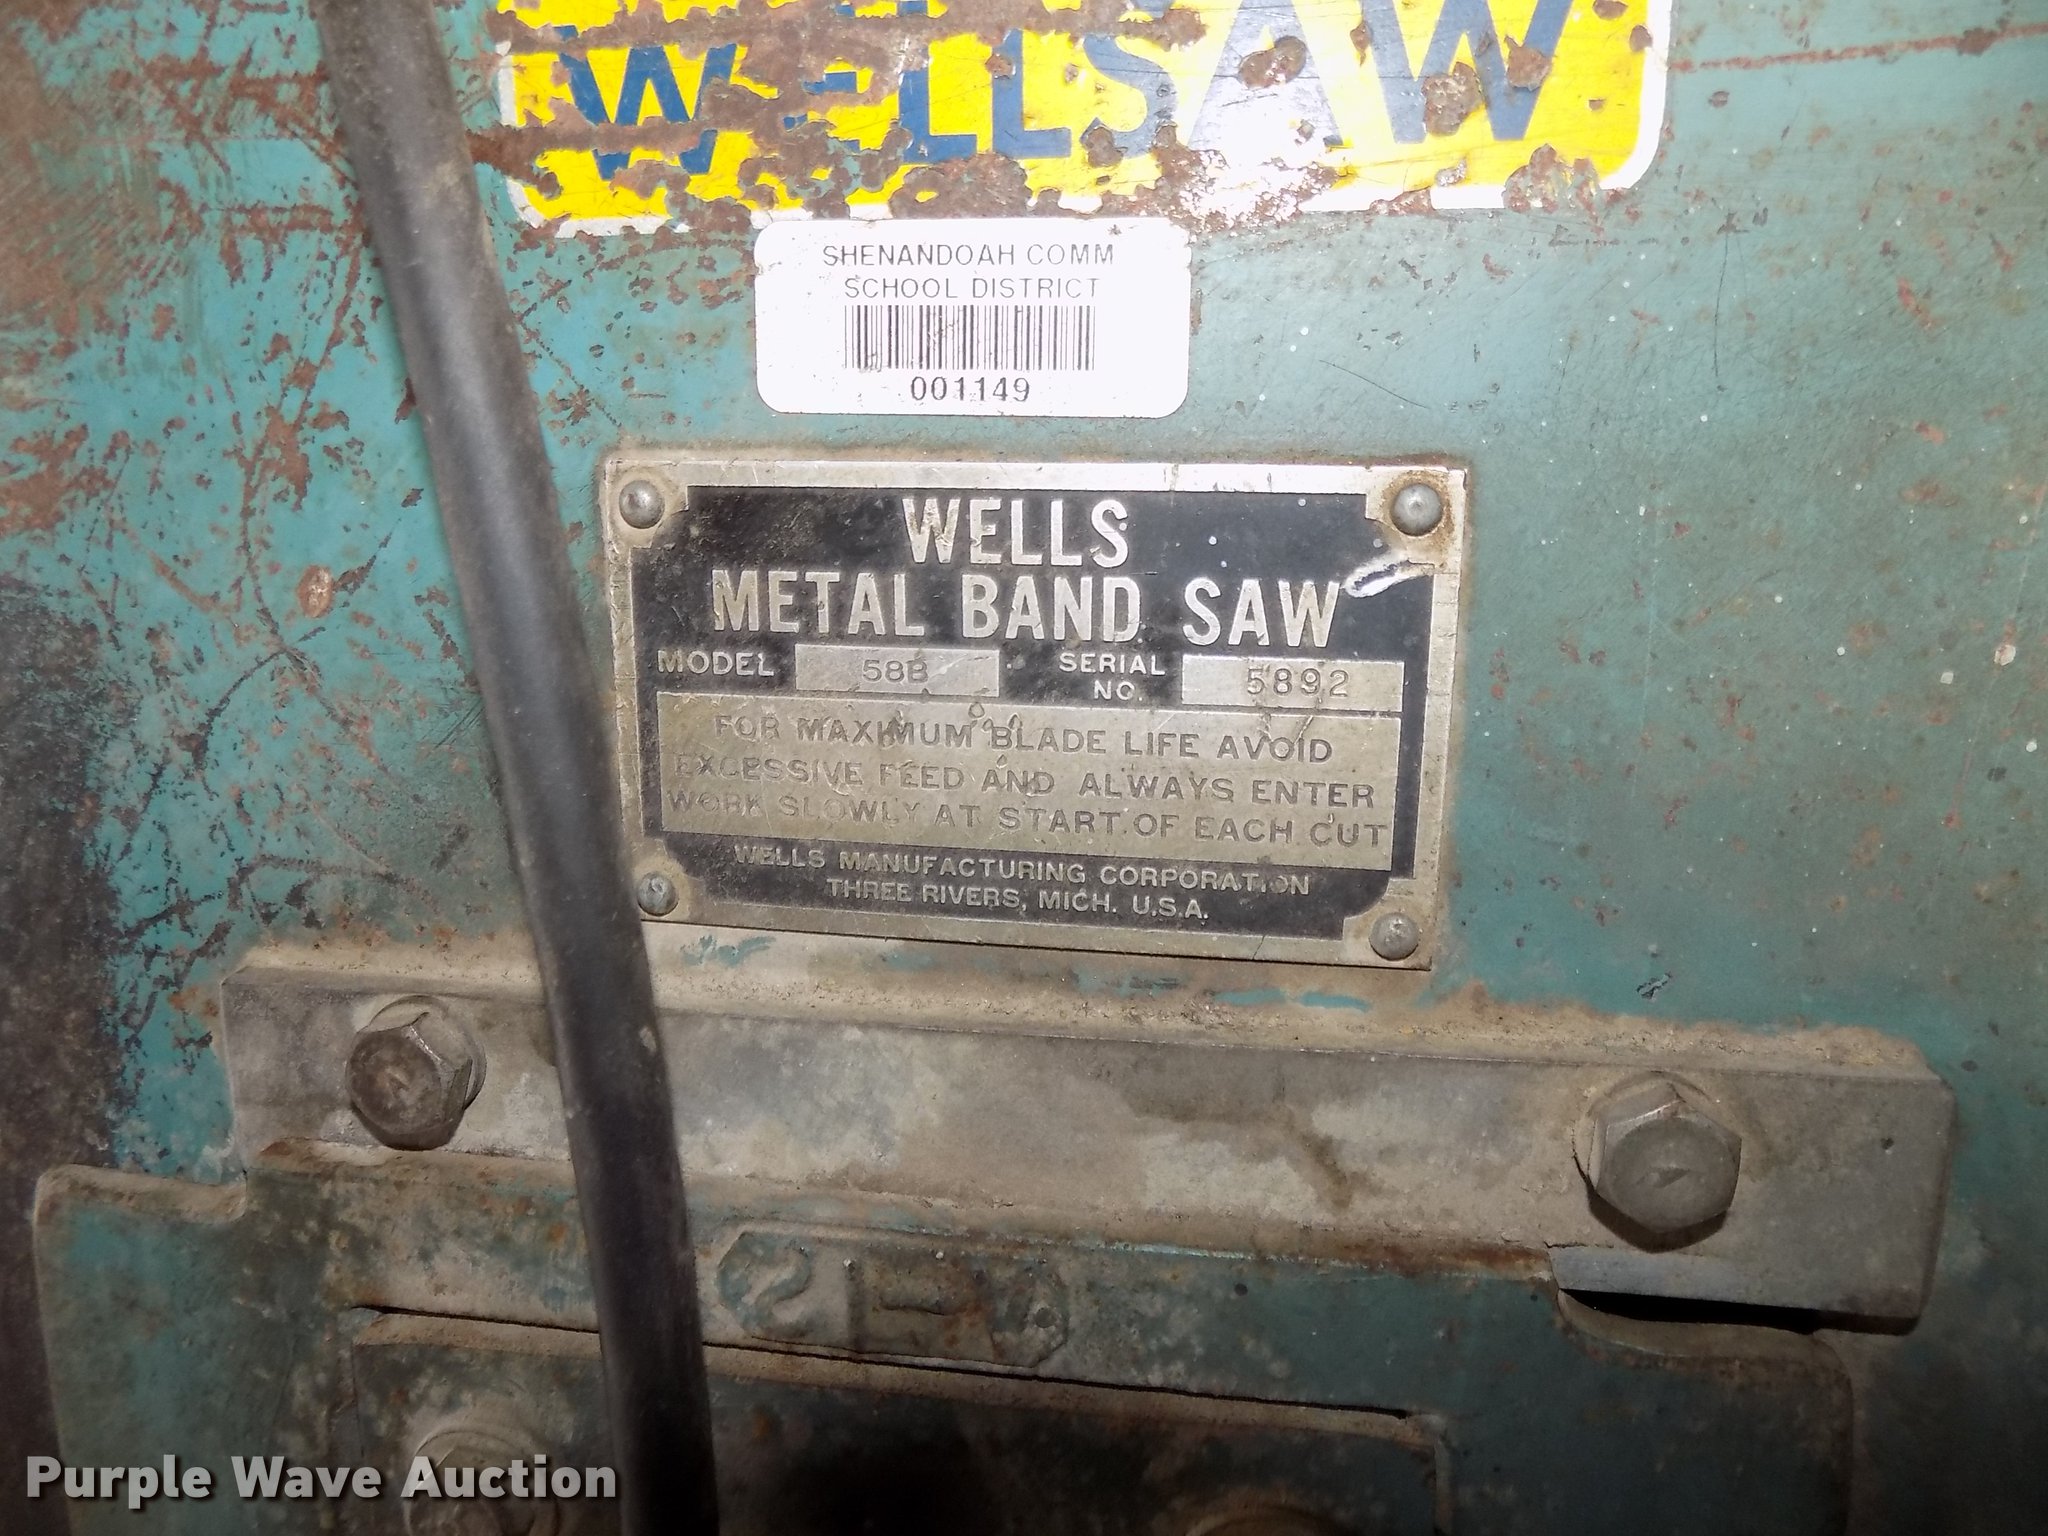 WELLSAW
SHENANDOAH COMM
SCHOOL DISTRICT
001149
WELLS
METAL BAND SAW
MODEL 58B SERIAL NO. 5892
FOR MAXIMUM BLADE LIFE AVOID
EXCESSIVE FEED AND ALWAYS ENTER
WORK SLOWLY AT START OF EACH CUT
WELLS MANUFACTURING CORPORATION
THREE RIVERS, MICH. U.S.A.
Purple Wave Auction